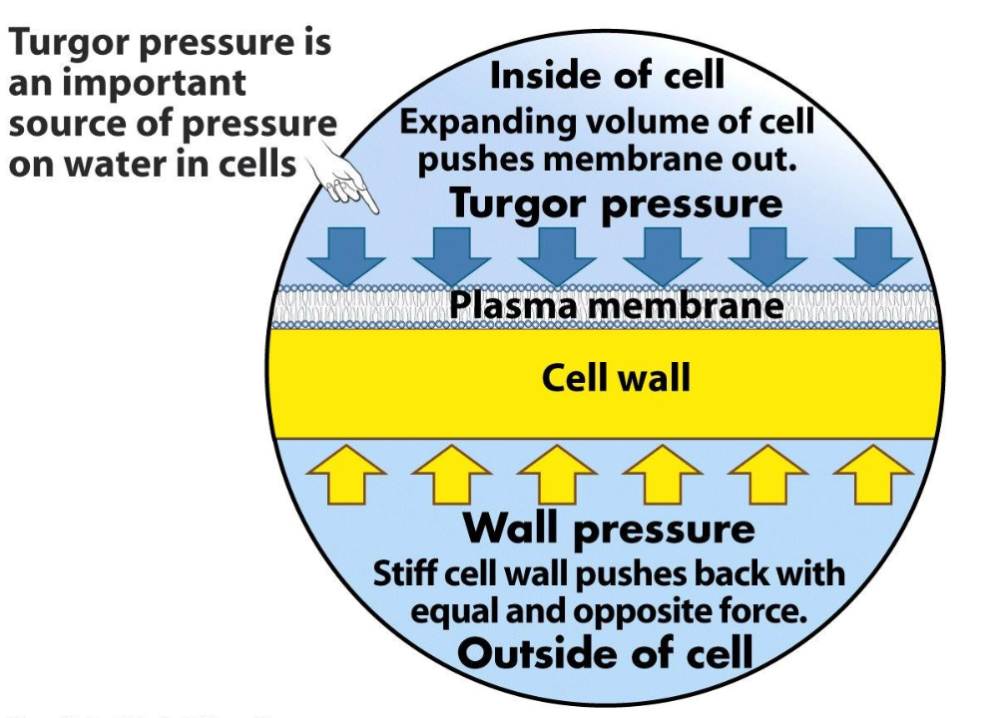 Turgor pressure is
an important
source of pressure
on water in cells
Inside of cell
Expanding volume of cell
pushes membrane out.
Turgor pressure
Plasma membrane
Cell wall
Wall pressure
Stiff cell wall pushes back with
equal and opposite force.
Outside of cell